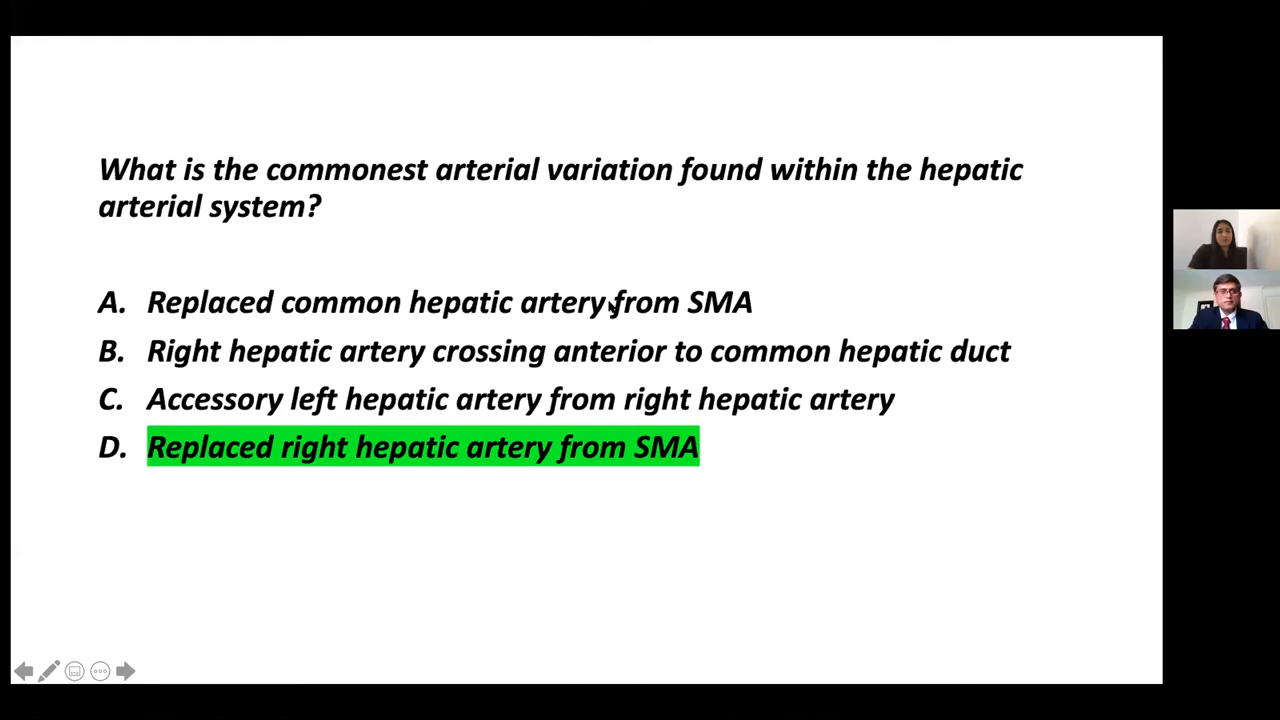 What is the commonest arterial variation found within the hepatic
arterial system?
A. Replaced common hepatic artery from SMA
B. Right hepatic artery crossing anterior to common hepatic duct
C. Accessory left hepatic artery from right hepatic artery
D. Replaced right hepatic artery from SMA